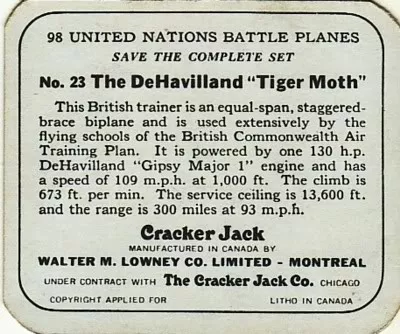 98 UNITED NATIONS BATTLE PLANES
SAVE THE COMPLETE SET
No. 23 The DeHavilland "Tiger Moth"
This British trainer is an equal-span, staggered-
brace biplane and is used extensively by the
flying schools of the British Commonwealth Air
Training Plan. It is powered by one 130 h.p.
DeHavilland "Gipsy Major 1" engine and has
a speed of 109 m.p.h. at 1,000 ft. The climb is
673 ft. per min. The service ceiling is 13,600 ft.
and the range is 300 miles at 93 m.p.h.
Cracker Jack
MANUFACTURED IN CANADA BY
WALTER M. LOWNEY CO. LIMITED - MONTREAL
UNDER CONTRACT WITH The Cracker Jack Co. CHICAGO
COPYRIGHT APPLIED FOR LITHO IN CANADA